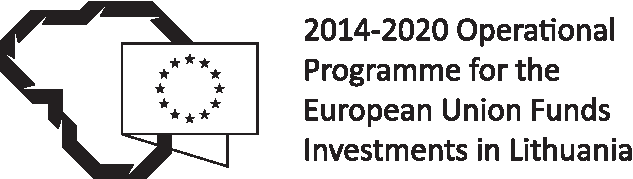 2014-2020 Operational
Programme for the
European Union Funds
Investments in Lithuania